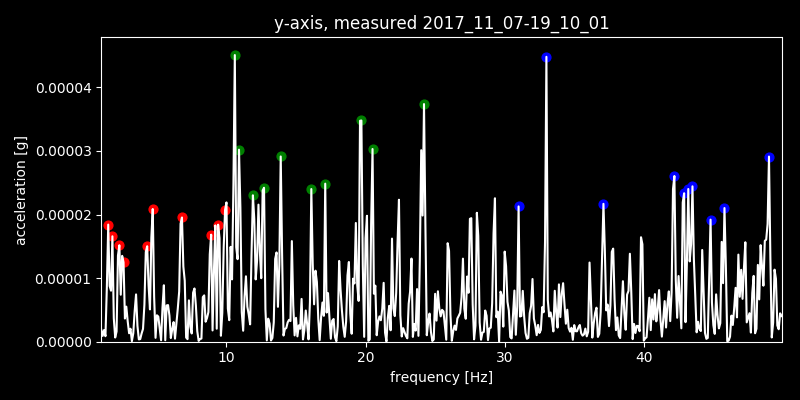 y-axis, measured 2017_11_07-19_10_01
0.00004
0.00003
0.00002
0.00001
0.00000
acceleration [g]
10 20 30 40
frequency [Hz]